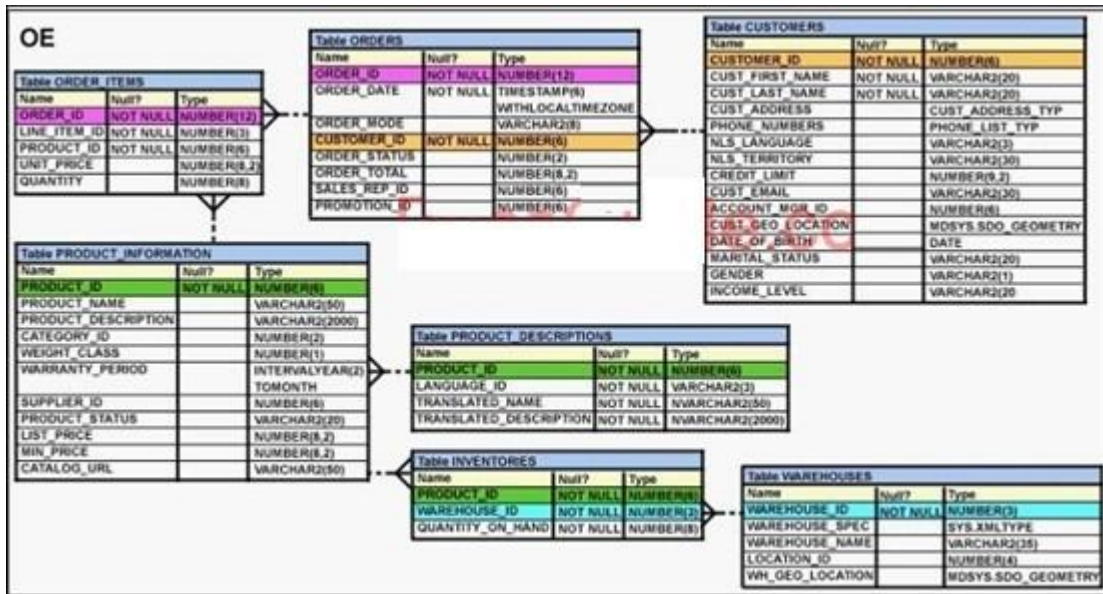 OE
Table ORDER_ITEMS
Name Null? Type
ORDER_ID NOT NULL NUMBER(12)
LINE_ITEM_ID NOT NULL NUMBER(3)
PRODUCT_ID NOT NULL NUMBER(6)
UNIT_PRICE NUMBER(8,2)
QUANTITY NUMBER(8)
Table ORDERS
Name Null? Type
ORDER_ID NOT NULL NUMBER(12)
ORDER_DATE NOT NULL TIMESTAMP(6)
WITHLOCALTIMEZONE
ORDER_MODE VARCHAR2(8)
CUSTOMER_ID NOT NULL NUMBER(6)
ORDER_STATUS NUMBER(2)
ORDER_TOTAL NUMBER(8,2)
SALES_REP_ID NUMBER(6)
PROMOTION_ID NUMBER(6)
Table CUSTOMERS
Name Null? Type
CUSTOMER_ID NOT NULL NUMBER(6)
CUST_FIRST_NAME NOT NULL VARCHAR2(20)
CUST_LAST_NAME NOT NULL VARCHAR2(20)
CUST_ADDRESS CUST_ADDRESS_TYP
PHONE_NUMBERS PHONE_LIST_TYP
NLS_LANGUAGE VARCHAR2(3)
NLS_TERRITORY VARCHAR2(30)
CREDIT_LIMIT NUMBER(9,2)
CUST_EMAIL VARCHAR2(30)
ACCOUNT_MGR_ID NUMBER(6)
CUST_GEO_LOCATION MDSYS.SDO_GEOMETRY
DATE_OF_BIRTH DATE
MARITAL_STATUS VARCHAR2(20)
GENDER VARCHAR2(1)
INCOME_LEVEL VARCHAR2(20
Table PRODUCT_INFORMATION
Name Null? Type
PRODUCT_ID NOT NULL NUMBER(6)
PRODUCT_NAME VARCHAR2(50)
PRODUCT_DESCRIPTION VARCHAR2(2000)
CATEGORY_ID NUMBER(2)
WEIGHT_CLASS NUMBER(1)
WARRANTY_PERIOD INTERVALYEAR(2)
TOMONTH
SUPPLIER_ID NUMBER(6)
PRODUCT_STATUS VARCHAR2(20)
LIST_PRICE NUMBER(8,2)
MIN_PRICE NUMBER(8,2)
CATALOG_URL VARCHAR2(50)
Table PRODUCT_DESCRIPTIONS
Name Null? Type
PRODUCT_ID NOT NULL NUMBER(6)
LANGUAGE_ID NOT NULL VARCHAR2(3)
TRANSLATED_NAME NOT NULL NVARCHAR2(50)
TRANSLATED_DESCRIPTION NOT NULL NVARCHAR2(2000)
Table INVENTORIES
Name Null? Type
PRODUCT_ID NOT NULL NUMBER(6)
WAREHOUSE_ID NOT NULL NUMBER(3)
QUANTITY_ON_HAND NOT NULL NUMBER(8)
Table WAREHOUSES
Name Null? Type
WAREHOUSE_ID NOT NULL NUMBER(3)
WAREHOUSE_SPEC SYS.XMLTYPE
WAREHOUSE_NAME VARCHAR2(35)
LOCATION_ID NUMBER(4)
WH_GEO_LOCATION MDSYS.SDO_GEOMETRY